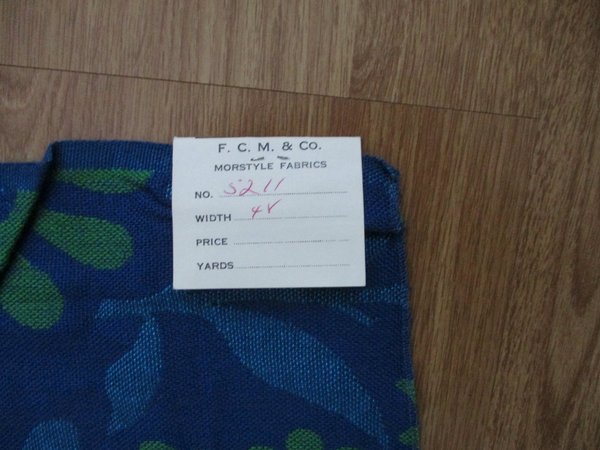 F. C. M. & Co.
MORSTYLE FABRICS
NO. 5211
WIDTH 48
PRICE
YARDS